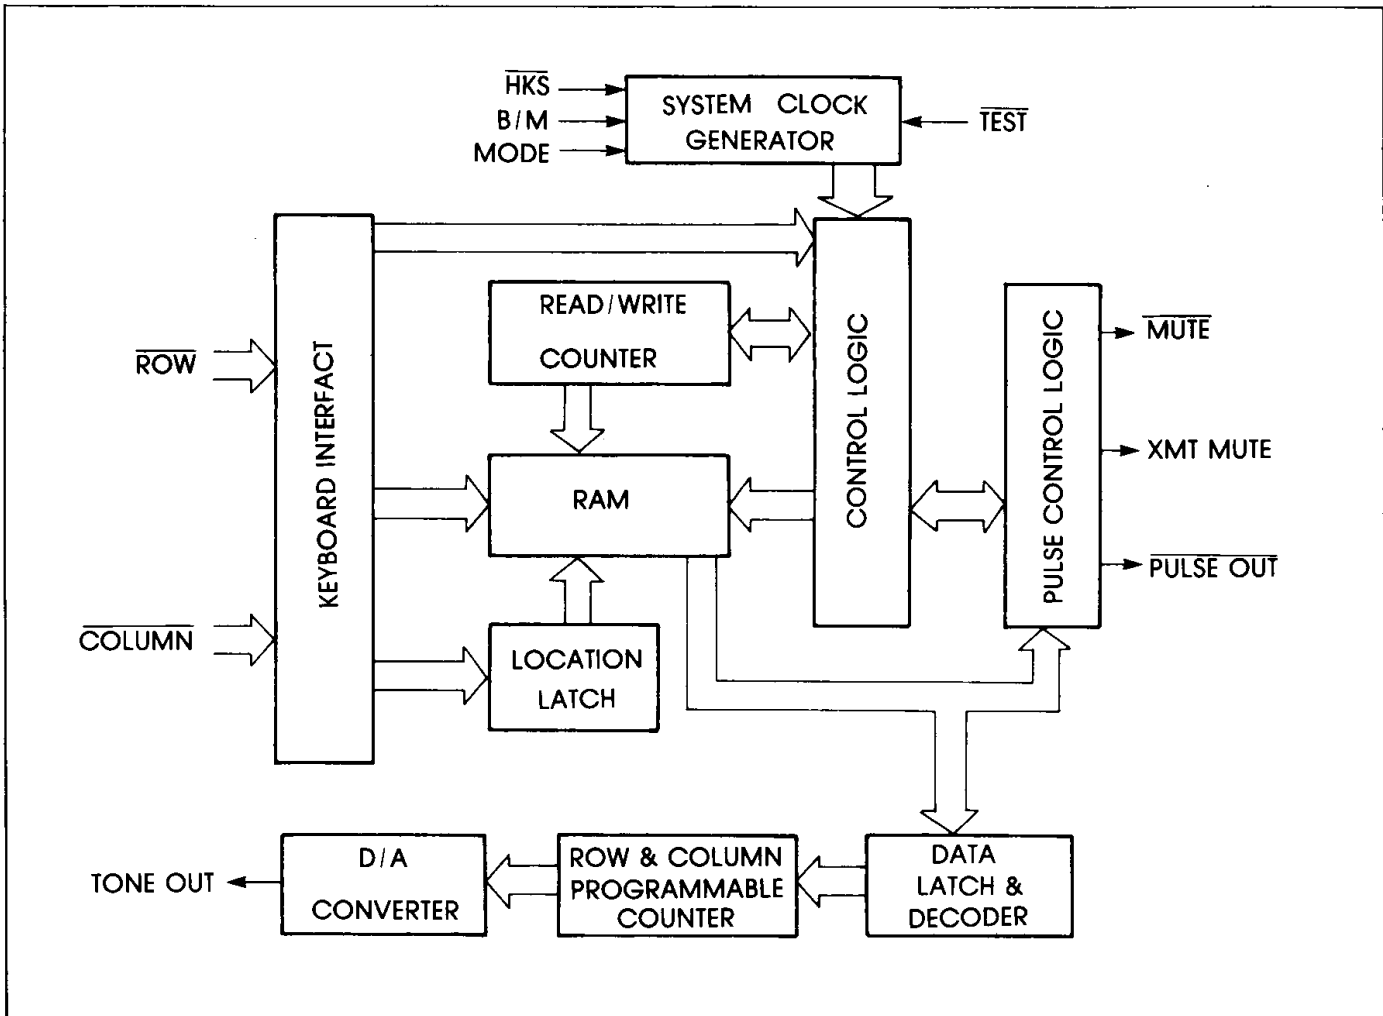 HKS
B/M
MODE
SYSTEM CLOCK
GENERATOR
TEST
ROW
COLUMN
KEYBOARD INTERFACT
READ/WRITE
COUNTER
RAM
LOCATION
LATCH
CONTROL LOGIC
PULSE CONTROL LOGIC
MUTE
XMT MUTE
PULSE OUT
TONE OUT
D/A
CONVERTER
ROW & COLUMN
PROGRAMMABLE
COUNTER
DATA
LATCH &
DECODER